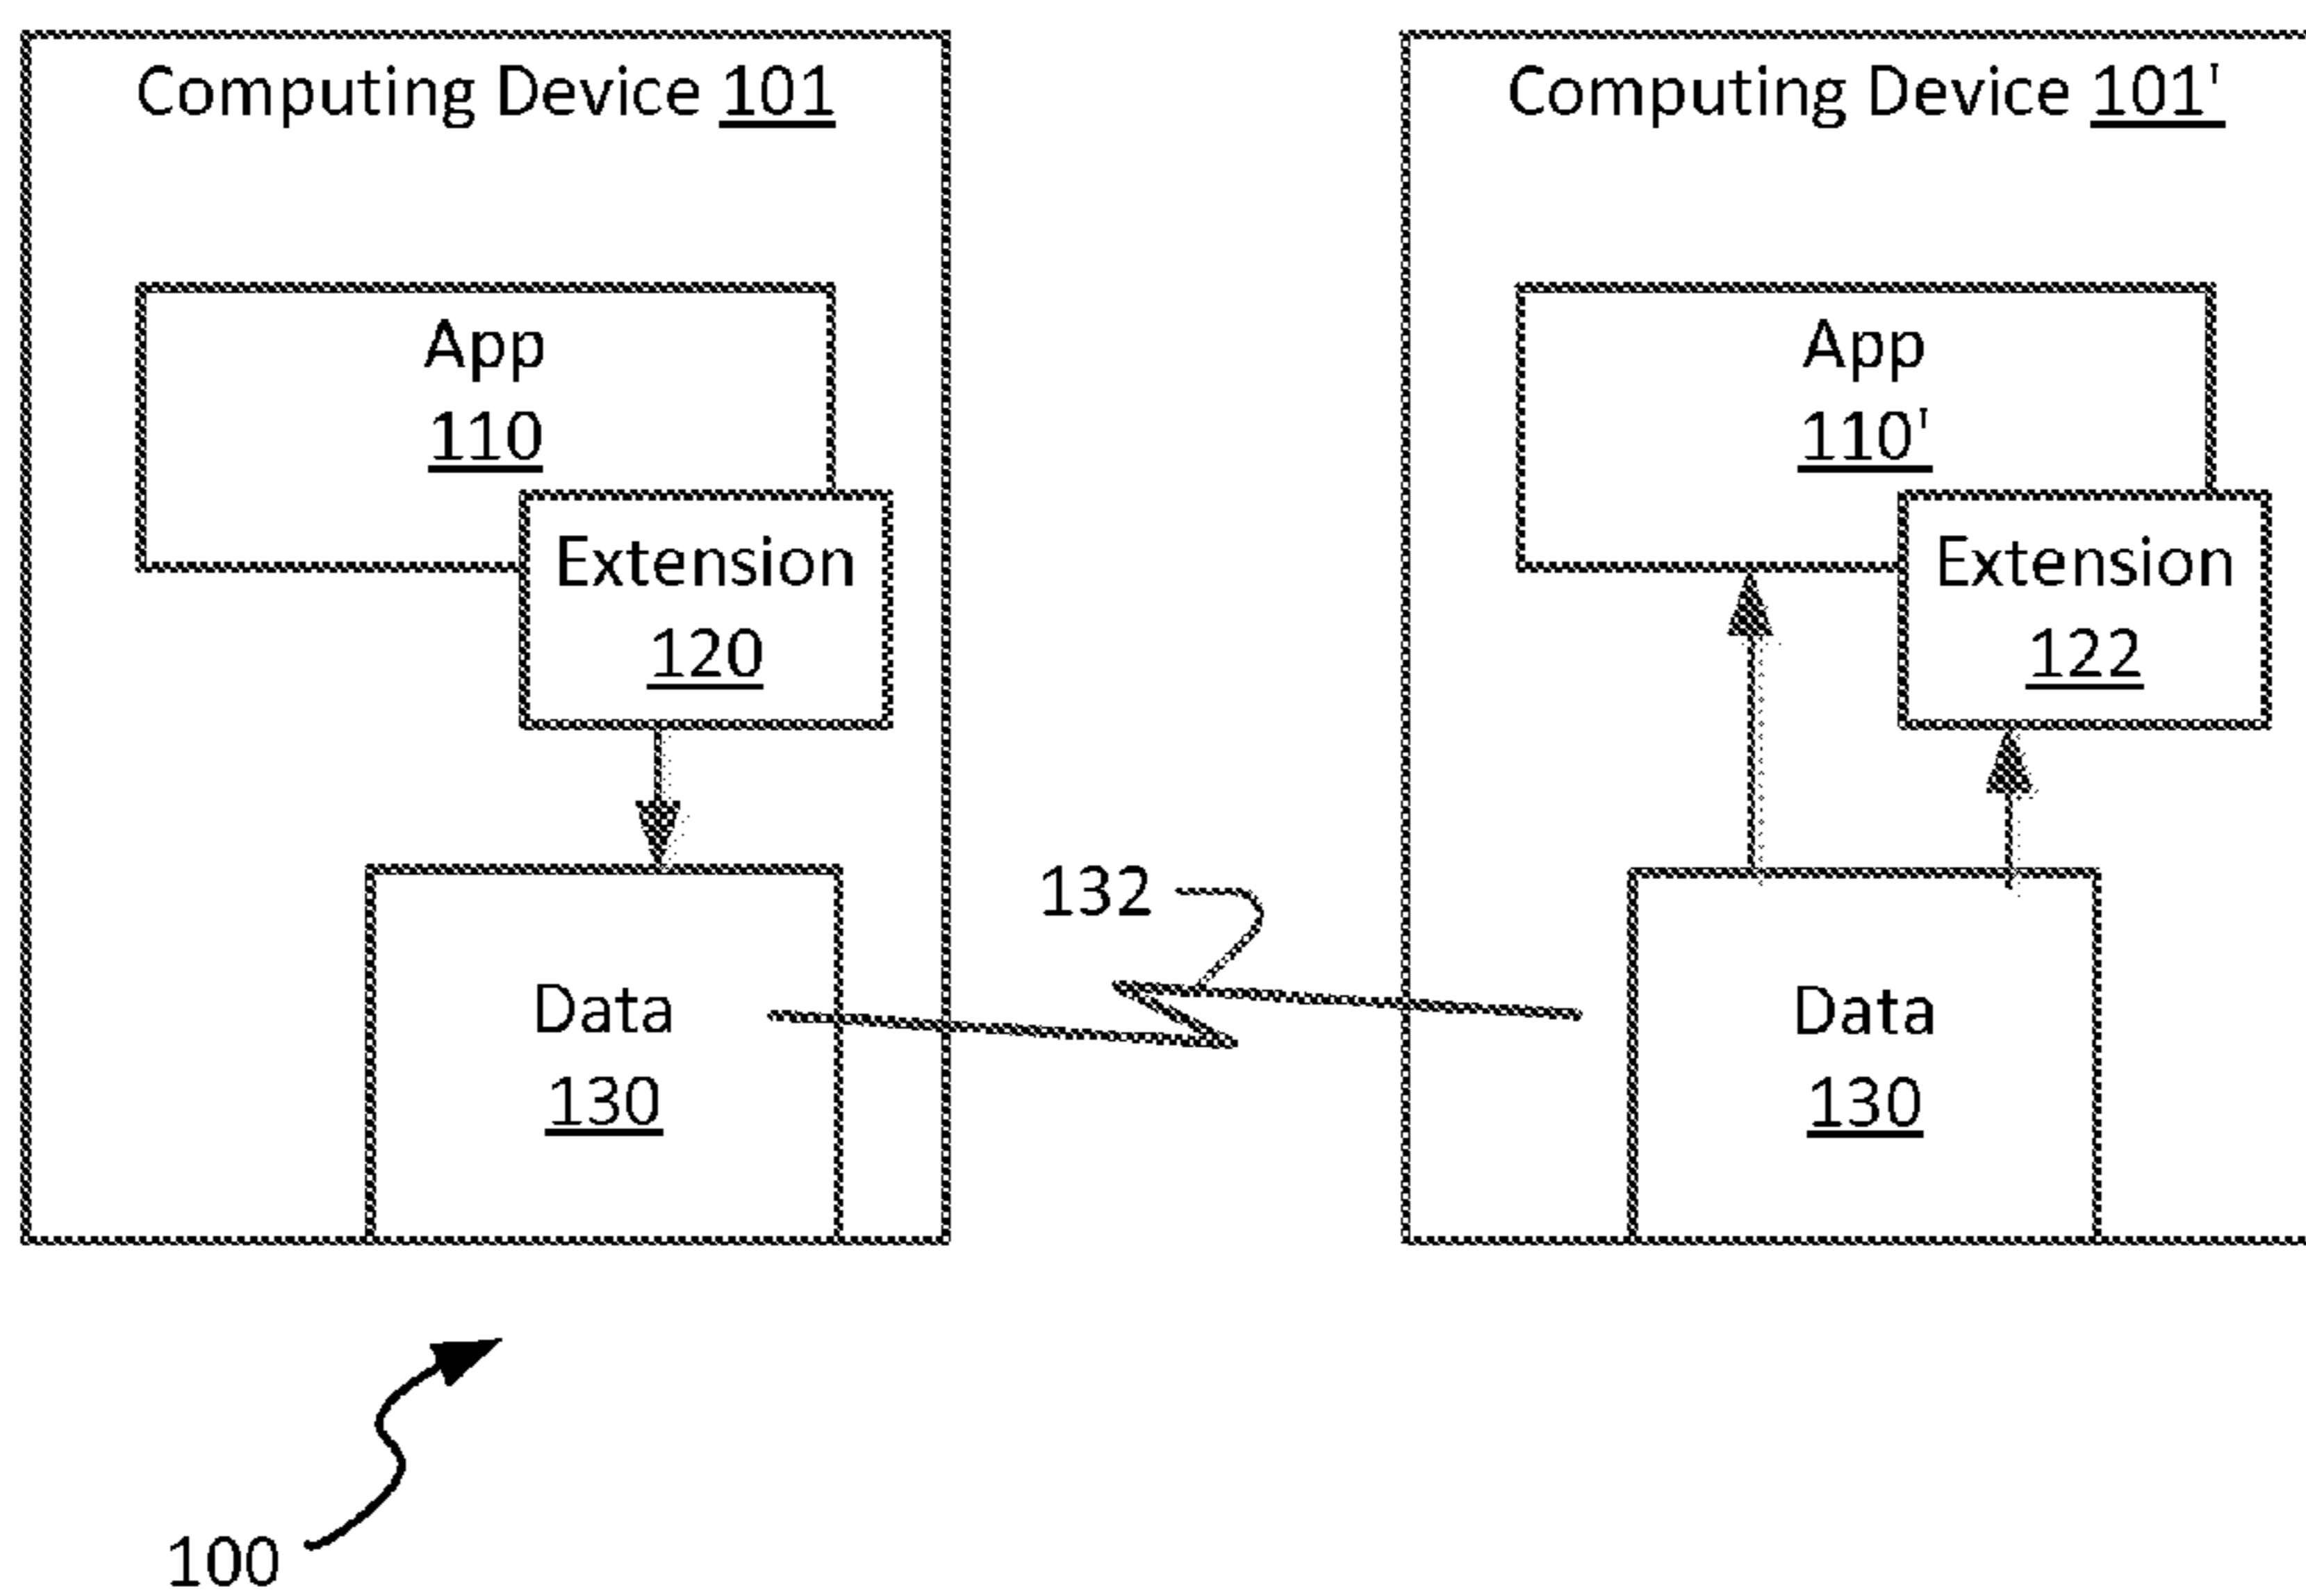 Computing Device 101
App
110
Extension
120
Data
130
132
Computing Device 101'
App
110'
Extension
122
Data
130
100